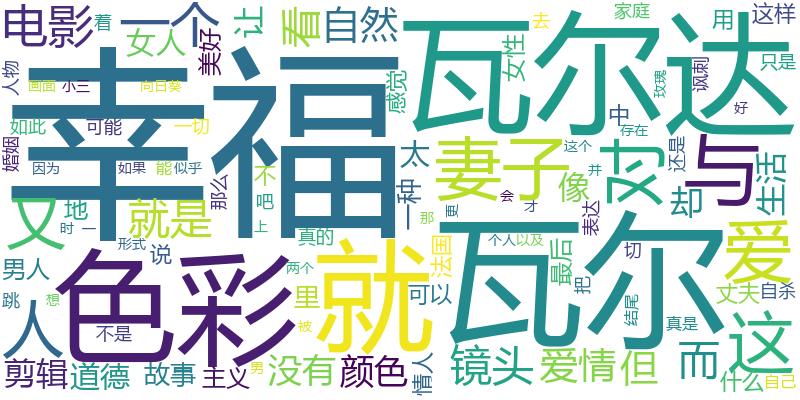 电影
着
一个
让
看
自然
瓦尔达
家庭
去
用
这样
女人
美好
女性
只是
人物
画面
小三
向日葵
感觉
玫瑰
讽刺
好
幸福
如此
可能
一切
中
存在
婚姻
因为
如果
能
似乎
那么
不
太
妻子
对
这个
还是
与
像
并
生活
又
地
就是
吧
一种
却
时
一
上
真的
那
更
会
才
表达
爱
形式
说
两个
法国
个人
以及
最后
瓦尔
切
男人
色彩
就
里
可以
把
丈夫
自杀
跳
想
人
不是
被
结尾
真是
这
剪辑
道德
故事
主义
男
没有
颜色
情人
镜头
爱情
但
而
什么
自己